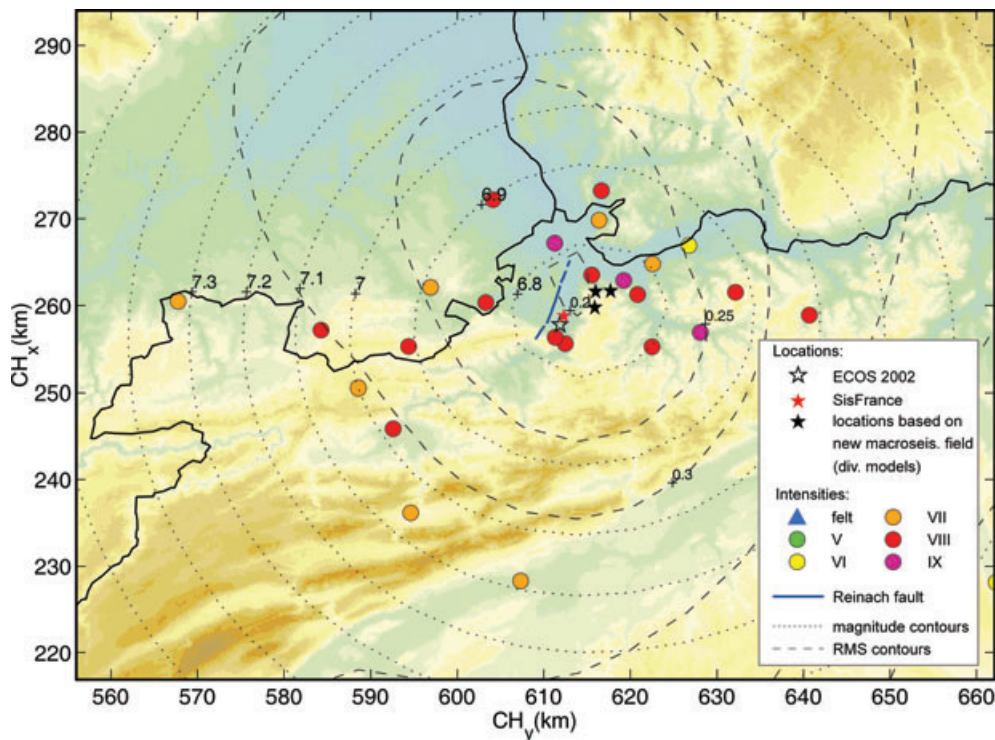 290
280
270
260
250
240
230
220
CH_x(km)
560 570 580 590 600 610 620 630 640 650 660
CH_y(km)
6.9
7.3
7.2
7.1
7
6.8
0.2
0.25
0.3
Locations:
ECOS 2002
SisFrance
locations based on
new macroseis. field
(div. models)
Intensities:
felt
VII
V
VIII
VI
IX
Reinach fault
magnitude contours
RMS contours